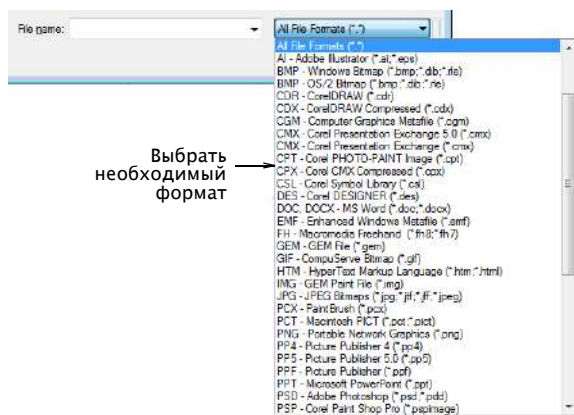 File name:
All File Formats (*.*)
All File Formats (*.*)
AI - Adobe Illustrator (*.ai;*.eps)
BMP - Windows Bitmap (*.bmp;*.dib;*.rle)
BMP - OS/2 Bitmap (*.bmp;*.dib;*.rle)
CDR - CorelDRAW (*.cdr)
CDX - CorelDRAW Compressed (*.cdx)
CGM - Computer Graphics Metafile (*.cgm)
CMX - Corel Presentation Exchange 5.0 (*.cmx)
CMX - Corel Presentation Exchange (*.cmx)
CPT - Corel PHOTO-PAINT Image (*.cpt)
CPX - Corel CMX Compressed (*.cpx)
CSL - Corel Symbol Library (*.csl)
DES - Corel DESIGNER (*.des)
DOC, DOCX - MS Word (*.doc;*.docx)
EMF - Enhanced Windows Metafile (*.emf)
FH - Macromedia Freehand (*.fh8;*.fh7)
GEM - GEM File (*.gem)
GIF - CompuServe Bitmap (*.gif)
HTM - HyperText Markup Language (*.htm;*.html)
IMG - GEM Paint File (*.img)
JPG - JPEG Bitmaps (*.jpg;*.jtf;*.jff;*.jpeg)
PCX - PaintBrush (*.pcx)
PCT - Macintosh PICT (*.pct;*.pict)
PNG - Portable Network Graphics (*.png)
PP4 - Picture Publisher 4 (*.pp4)
PP5 - Picture Publisher 5.0 (*.pp5)
PPF - Picture Publisher (*.ppf)
PPT - Microsoft PowerPoint (*.ppt)
PSD - Adobe Photoshop (*.psd;*.pdd)
PSP - Corel Paint Shop Pro (*.pspimage)
Выбрать
необходимый
формат